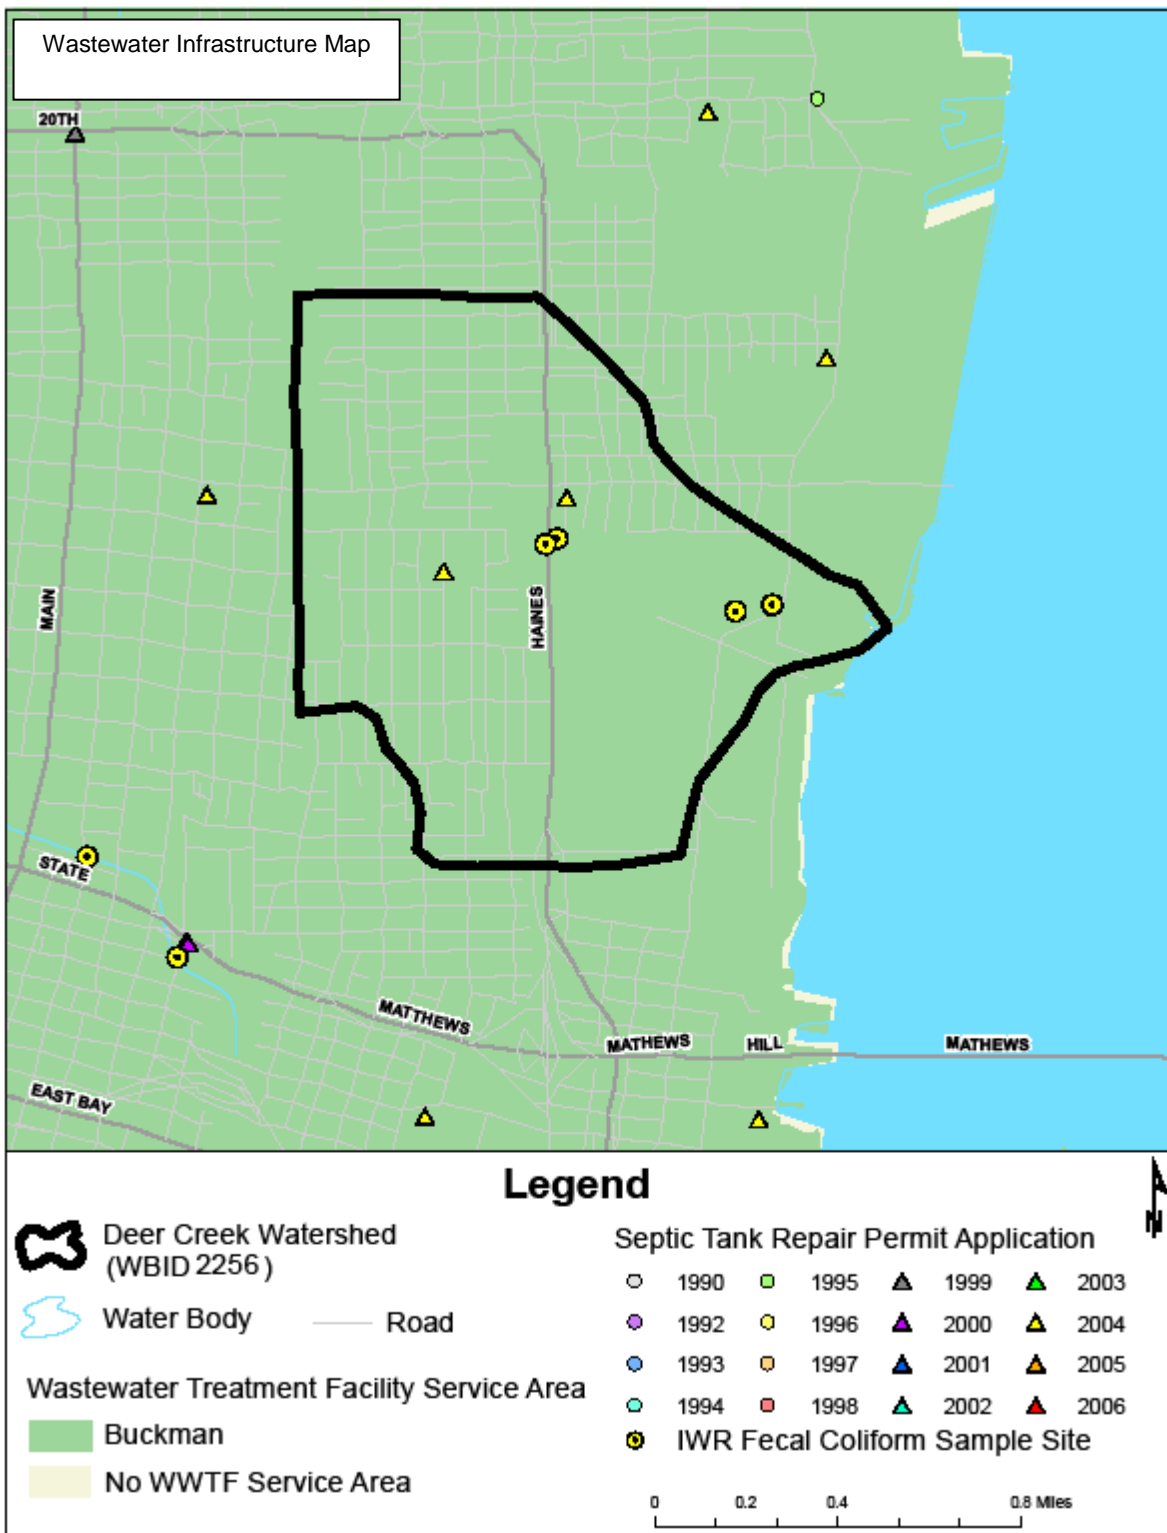 Wastewater Infrastructure Map
20TH
MAIN
HAINES
STATE
MATTHEWS
MATHEWS
HILL
MATHEWS
EAST BAY
Legend
N
Deer Creek Watershed
(WBID 2256)
Water Body
Road
Wastewater Treatment Facility Service Area
Buckman
No WWTF Service Area
Septic Tank Repair Permit Application
1990 1995 1999 2003
1992 1996 2000 2004
1993 1997 2001 2005
1994 1998 2002 2006
IWR Fecal Coliform Sample Site
0 0.2 0.4 0.8 Miles